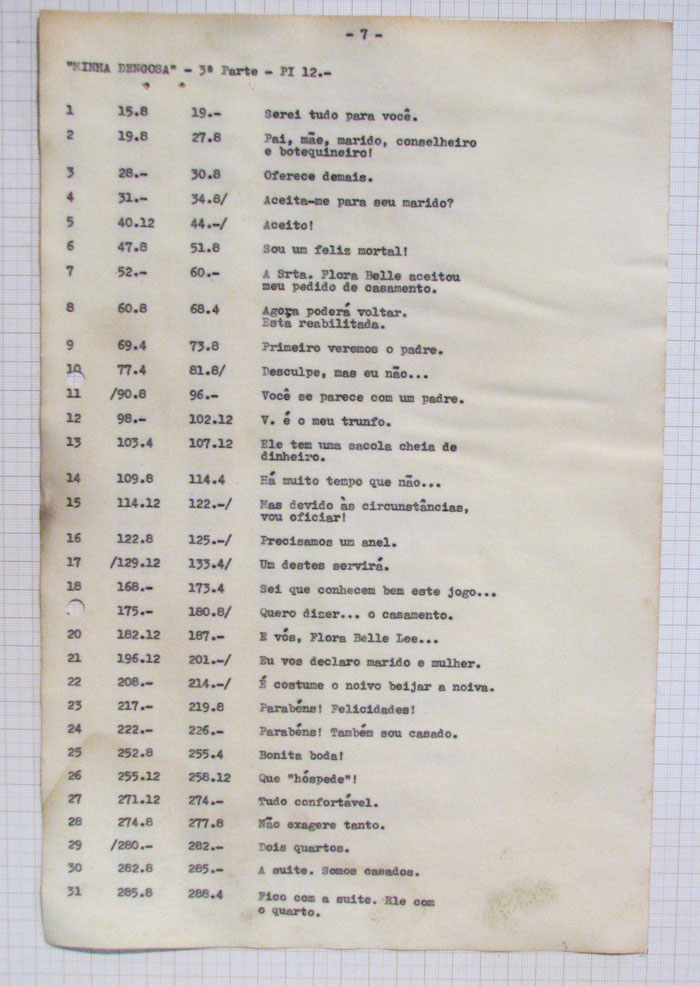 - 7 -
"MINHA DENGOSA" - 3ª Parte - PI 12.-
1 15.8 19.- Serei tudo para você.
2 19.8 27.8 Pai, mãe, marido, conselheiro
e botequineiro!
3 28.- 30.8 Oferece demais.
4 31.- 34.8/ Aceita-me para seu marido?
5 40.12 44.-/ Aceito!
6 47.8 51.8 Sou um feliz mortal!
7 52.- 60.- A Srta. Flora Belle aceitou
meu pedido de casamento.
8 60.8 68.4 Agora poderá voltar.
Esta reabilitada.
9 69.4 73.8 Primeiro veremos o padre.
10 77.4 81.8/ Desculpe, mas eu não...
11 /90.8 96.- Você se parece com um padre.
12 98.- 102.12 V. é o meu trunfo.
13 103.4 107.12 Ele tem uma sacola cheia de
dinheiro.
14 109.8 114.4 Há muito tempo que não...
15 114.12 122.-/ Mas devido às circunstâncias,
vou oficiar!
16 122.8 125.-/ Precisamos um anel.
17 /129.12 133.4/ Um destes servirá.
18 168.- 173.4 Sei que conhecem bem este jogo...
175.- 180.8/ Quero dizer... o casamento.
20 182.12 187.- E vós, Flora Belle Lee...
21 196.12 201.-/ Eu vos declaro marido e mulher.
22 208.- 214.-/ É costume o noivo beijar a noiva.
23 217.- 219.8 Parabéns! Felicidades!
24 222.- 226.- Parabéns! Também sou casado.
25 252.8 255.4 Bonita boda!
26 255.12 258.12 Que "hóspede"!
27 271.12 274.- Tudo confortável.
28 274.8 277.8 Não exagere tanto.
29 /280.- 282.- Dois quartos.
30 282.8 285.- A suite. Somos casados.
31 285.8 288.4 Fico com a suite. Ele com
o quarto.